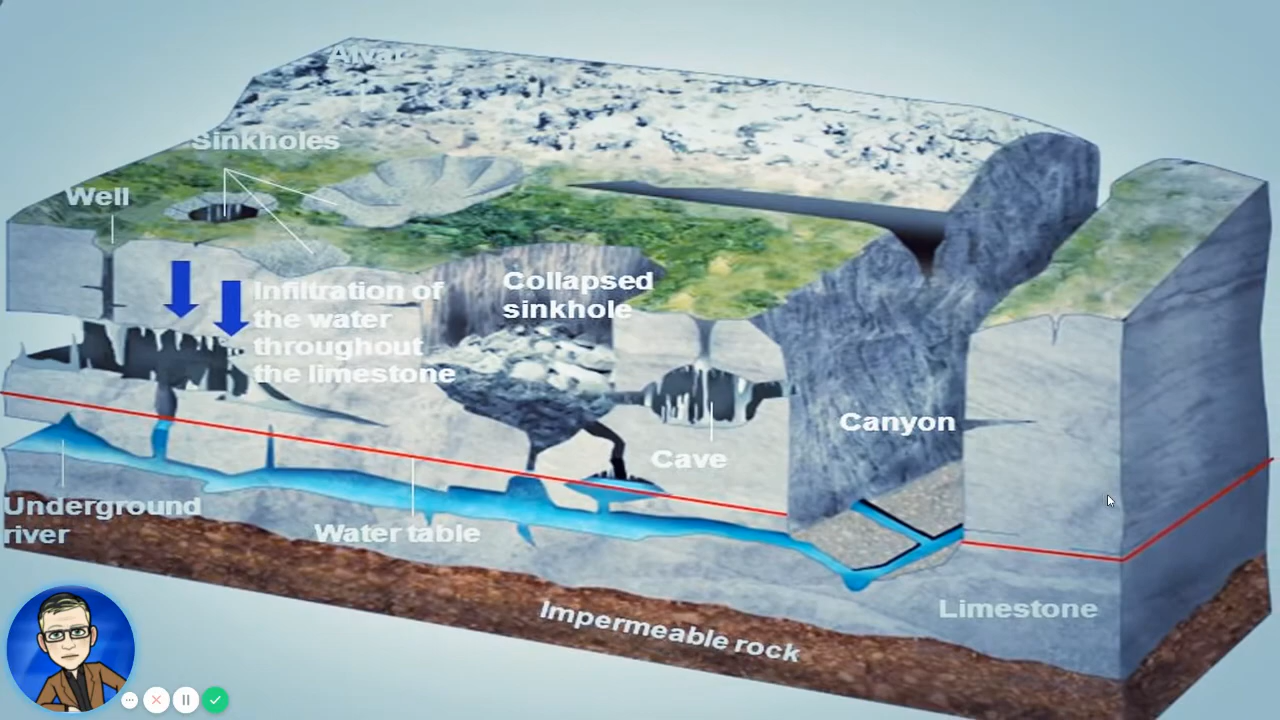 Alvar
Sinkholes
Well
Collapsed
sinkhole
Infiltration of
the water
throughout
the limestone
Canyon
Cave
Underground
river
Water table
Limestone
Impermeable rock